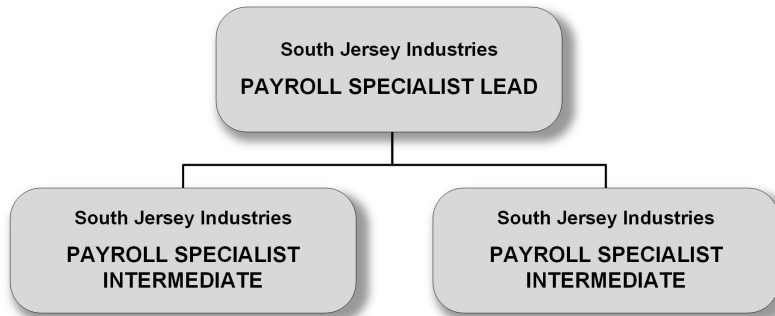 South Jersey Industries
PAYROLL SPECIALIST LEAD
South Jersey Industries
PAYROLL SPECIALIST
INTERMEDIATE
South Jersey Industries
PAYROLL SPECIALIST
INTERMEDIATE